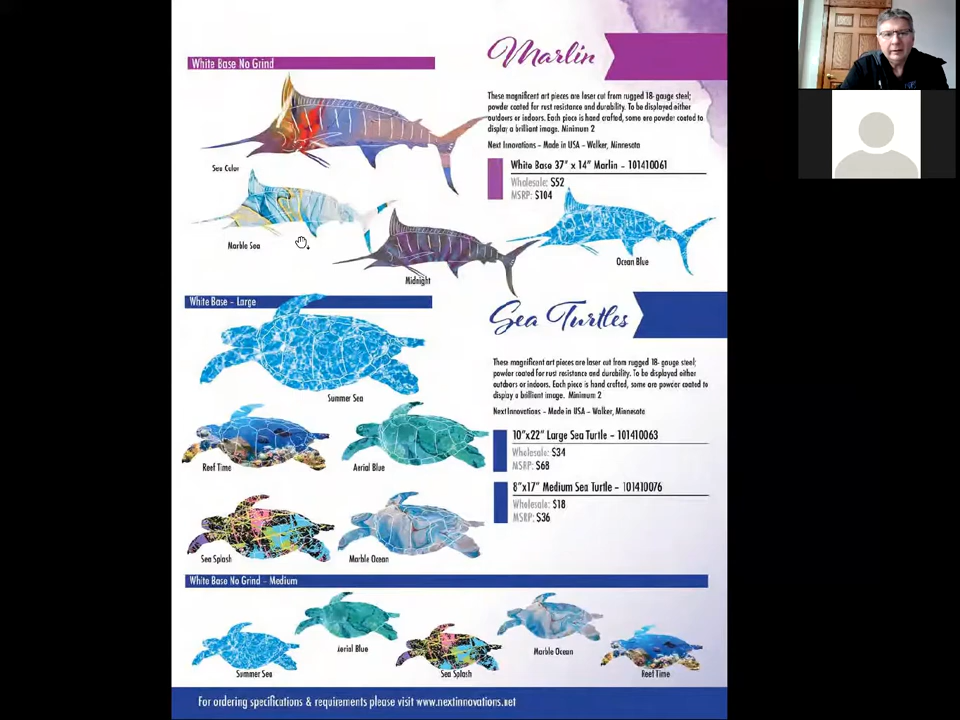 White Base No Grind
Marlin
These magnificent art pieces are laser cut from rugged 18- gauge steel;
powder coated for rust resistance and durability. To be displayed either
outdoors or indoors. Each piece is hand crafted, some are powder coated to
display a brilliant image. Minimum 2
Next Innovations – Made in USA – Walker, Minnesota
White Base 37" x 14" Marlin – 101410061
Wholesale: $52
MSRP: $104
Sea Color
Marble Sea
Midnight
Ocean Blue
White Base – Large
Sea Turtles
These magnificent art pieces are laser cut from rugged 18- gauge steel;
powder coated for rust resistance and durability. To be displayed either
outdoors or indoors. Each piece is hand crafted, some are powder coated to
display a brilliant image. Minimum 2
Next Innovations – Made in USA – Walker, Minnesota
10"x22" Large Sea Turtle – 101410063
Wholesale: $34
MSRP: $68
8"x17" Medium Sea Turtle – 101410076
Wholesale: $18
MSRP: $36
Summer Sea
Reef Time
Aerial Blue
Sea Splash
Marble Ocean
White Base No Grind – Medium
Summer Sea
Aerial Blue
Sea Splash
Marble Ocean
Reef Time
For ordering specifications & requirements please visit www.nextinnovations.net